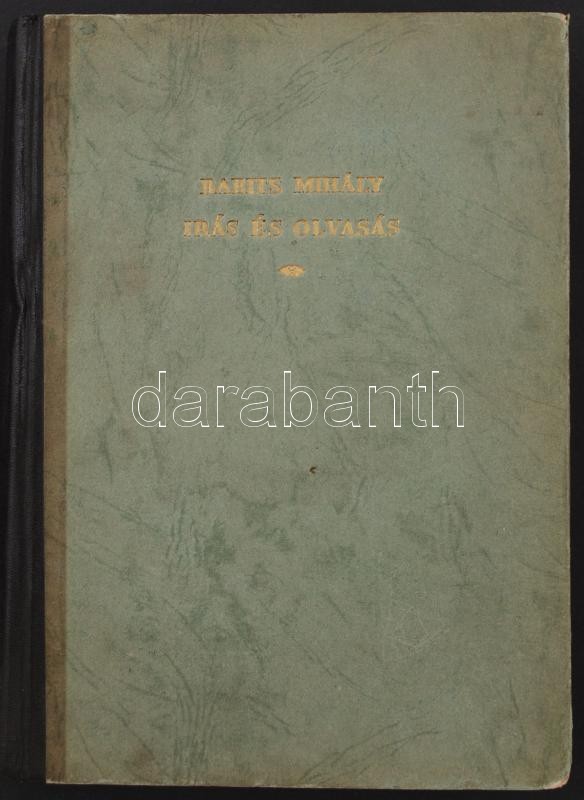 BABITS MIHÁLY
IRÁS ÉS OLVASÁS
darabanth